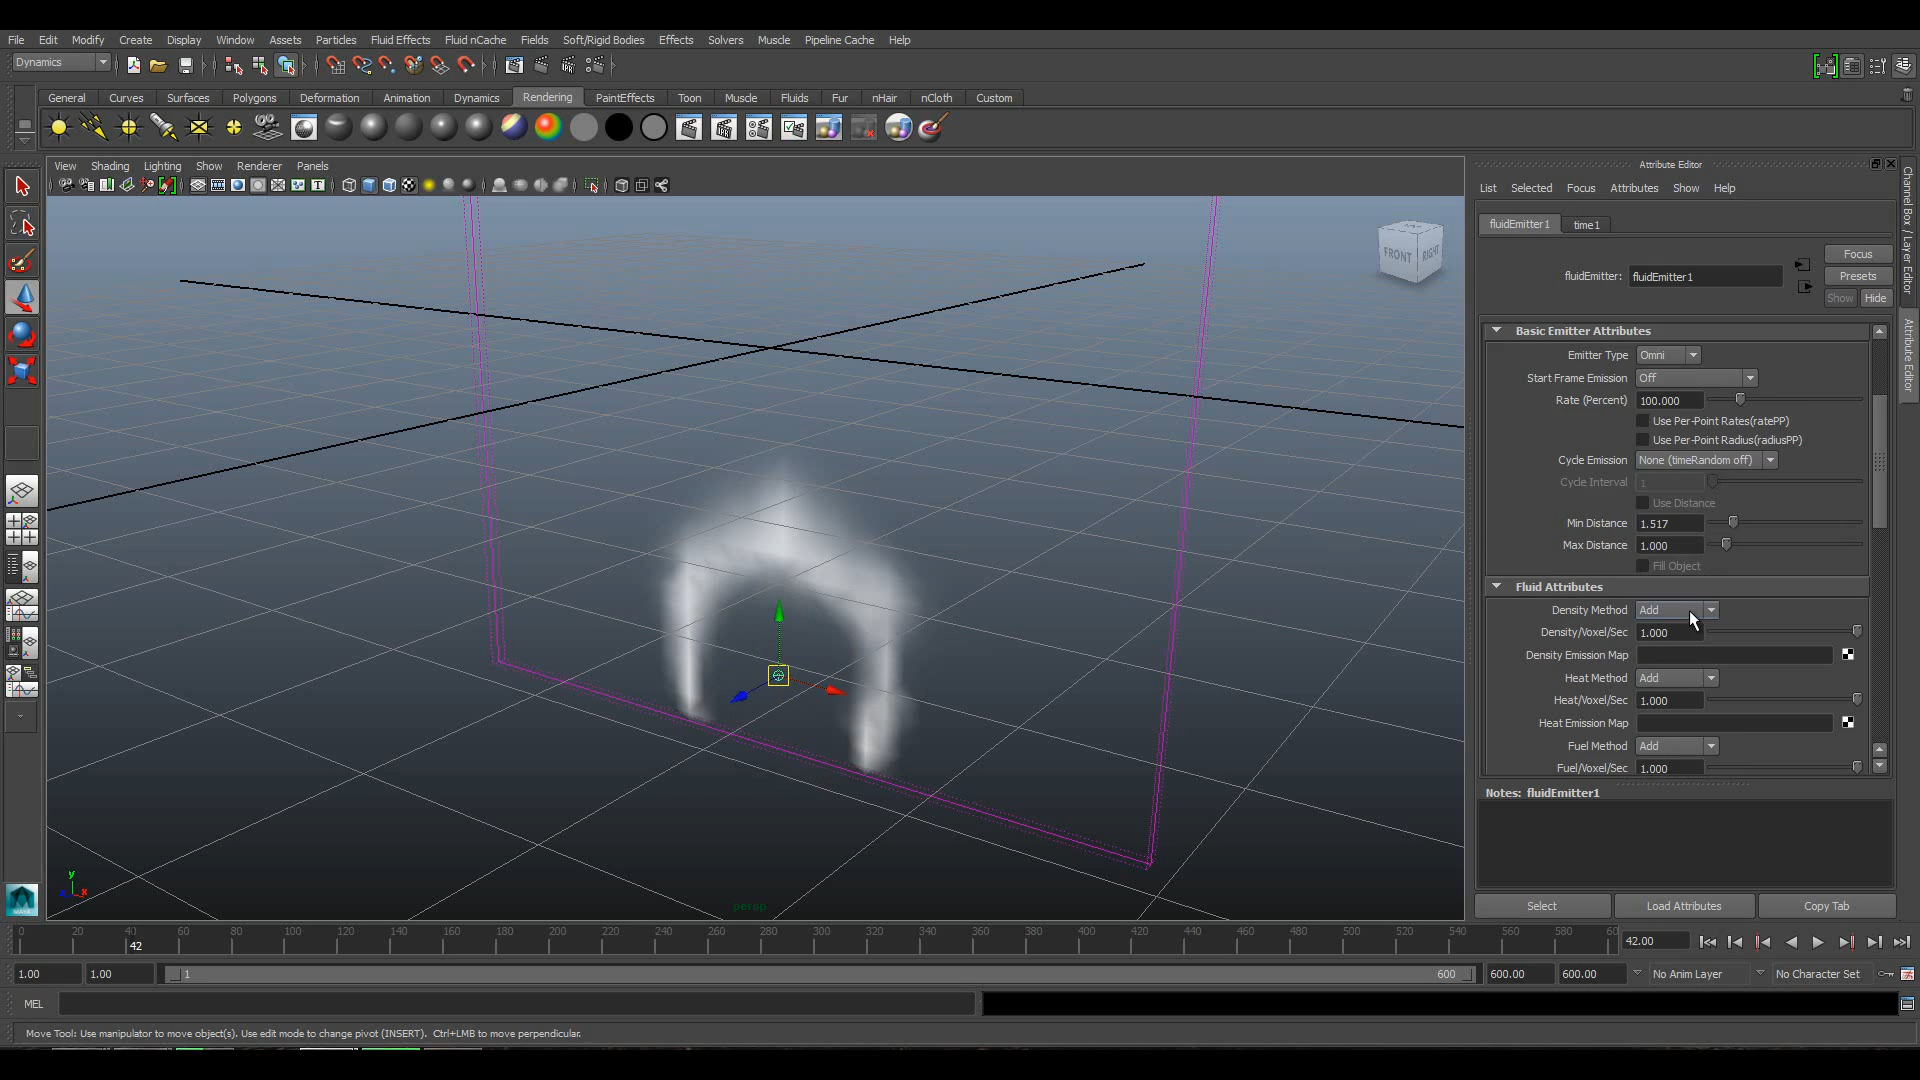 File Edit Modify Create Display Window Assets Particles Fluid Effects Fluid nCache Fields Soft/Rigid Bodies Effects Solvers Muscle Pipeline Cache Help
Dynamics
General Curves Surfaces Polygons Deformation Animation Dynamics Rendering PaintEffects Toon Muscle Fluids Fur nHair nCloth Custom
View Shading Lighting Show Renderer Panels
FRONT RIGHT
persp
y
x
Attribute Editor
List Selected Focus Attributes Show Help
fluidEmitter1 time1
Focus
fluidEmitter: fluidEmitter1
Presets
Show Hide
Basic Emitter Attributes
Emitter Type Omni
Start Frame Emission Off
Rate (Percent) 100.000
Use Per-Point Rates(ratePP)
Use Per-Point Radius(radiusPP)
Cycle Emission None (timeRandom off)
Cycle Interval 1
Use Distance
Min Distance 1.517
Max Distance 1.000
Fill Object
Fluid Attributes
Density Method Add
Density/Voxel/Sec 1.000
Density Emission Map
Heat Method Add
Heat/Voxel/Sec 1.000
Heat Emission Map
Fuel Method Add
Fuel/Voxel/Sec 1.000
Notes: fluidEmitter1
Select Load Attributes Copy Tab
Channel Box / Layer Editor
Attribute Editor
0 20 40 60 80 100 120 140 160 180 200 220 240 260 280 300 320 340 360 380 400 420 440 460 480 500 520 540 560 580 60
42
42.00
1.00 1.00 1 600 600.00 600.00 No Anim Layer No Character Set
MEL
Move Tool: Use manipulator to move object(s). Use edit mode to change pivot (INSERT). Ctrl+LMB to move perpendicular.